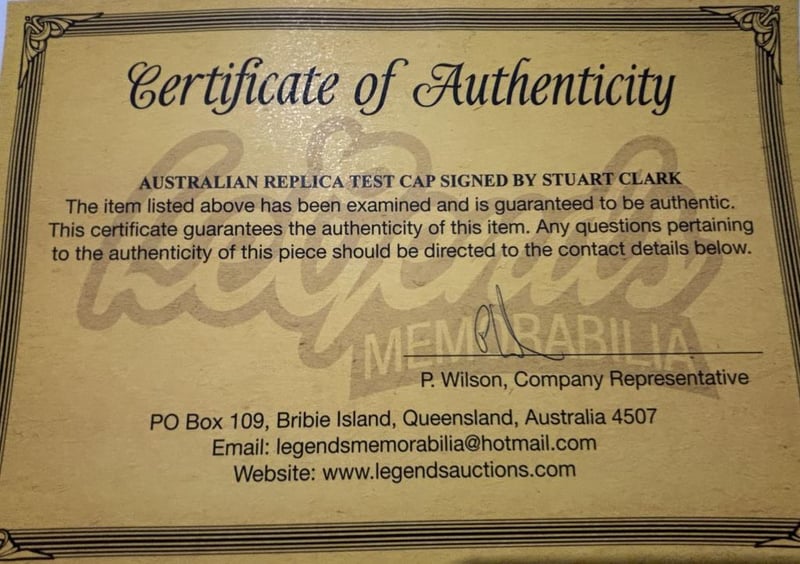 Certificate of Authenticity
AUSTRALIAN REPLICA TEST CAP SIGNED BY STUART CLARK
The item listed above has been examined and is guaranteed to be authentic.
This certificate guarantees the authenticity of this item. Any questions pertaining
to the authenticity of this piece should be directed to the contact details below.
Legends
MEMORABILIA
P. Wilson, Company Representative
PO Box 109, Bribie Island, Queensland, Australia 4507
Email: legendsmemorabilia@hotmail.com
Website: www.legendsauctions.com